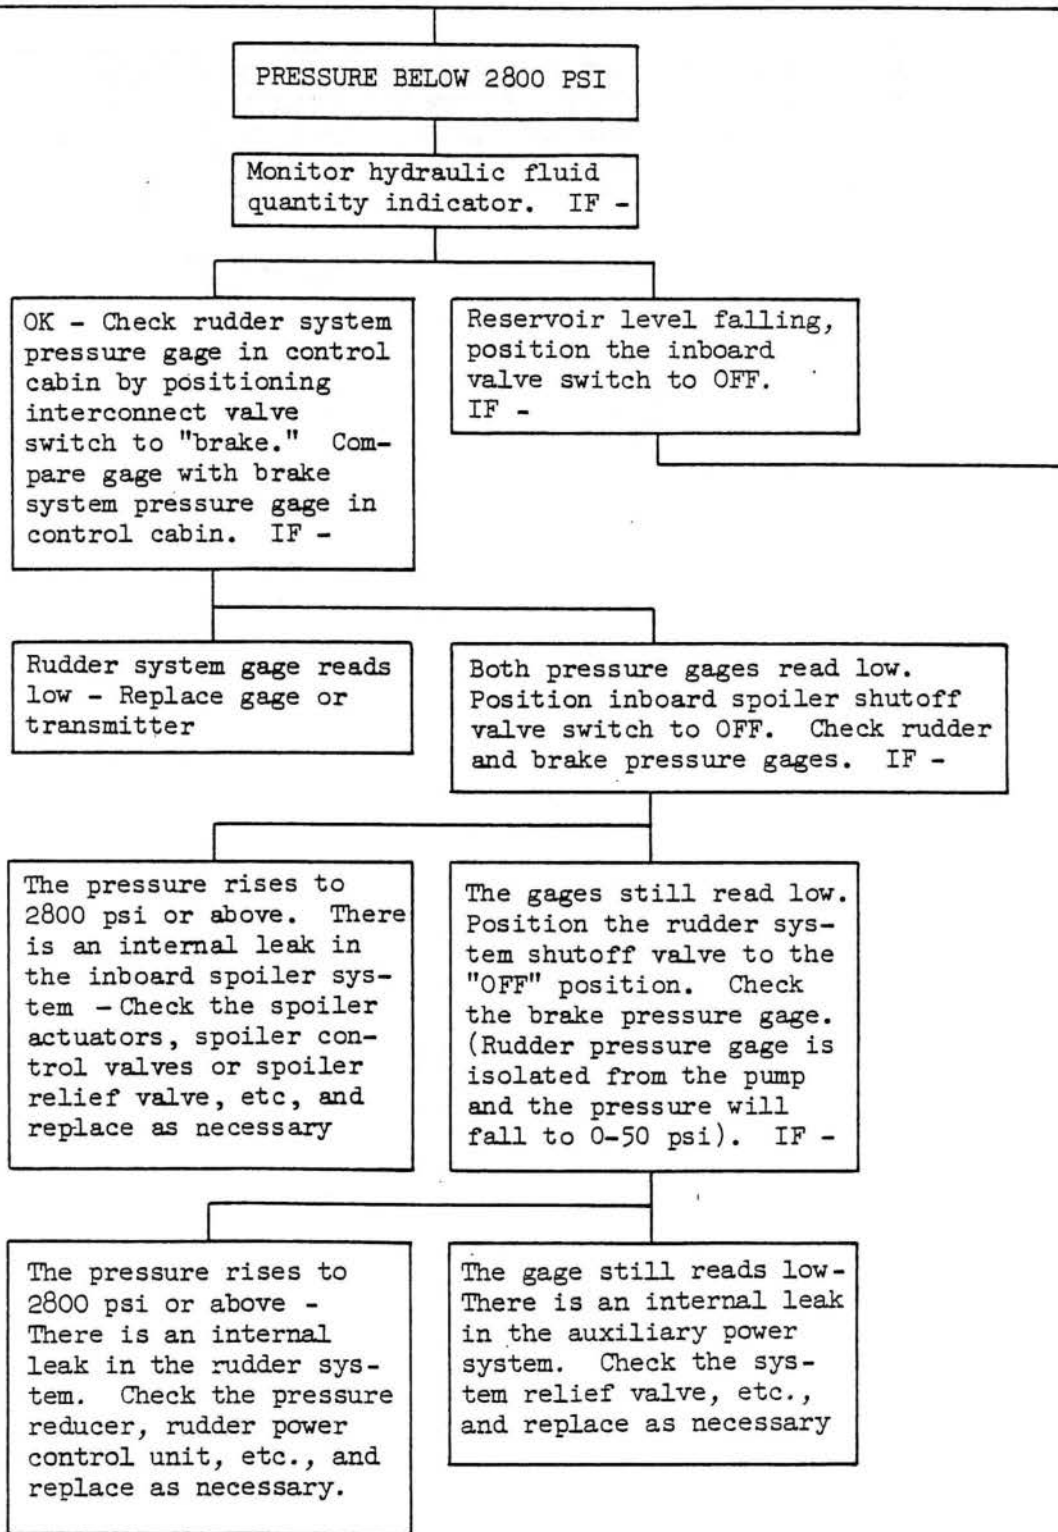 PRESSURE BELOW 2800 PSI
Monitor hydraulic fluid
quantity indicator. IF -
OK - Check rudder system
pressure gage in control
cabin by positioning
interconnect valve
switch to "brake." Com-
pare gage with brake
system pressure gage in
control cabin. IF -
Reservoir level falling,
position the inboard
valve switch to OFF.
IF -
Rudder system gage reads
low - Replace gage or
transmitter
Both pressure gages read low.
Position inboard spoiler shutoff
valve switch to OFF. Check rudder
and brake pressure gages. IF -
The pressure rises to
2800 psi or above. There
is an internal leak in
the inboard spoiler sys-
tem - Check the spoiler
actuators, spoiler con-
trol valves or spoiler
relief valve, etc, and
replace as necessary
The gages still read low.
Position the rudder sys-
tem shutoff valve to the
"OFF" position. Check
the brake pressure gage.
(Rudder pressure gage is
isolated from the pump
and the pressure will
fall to 0-50 psi). IF -
The pressure rises to
2800 psi or above -
There is an internal
leak in the rudder sys-
tem. Check the pressure
reducer, rudder power
control unit, etc., and
replace as necessary.
The gage still reads low-
There is an internal leak
in the auxiliary power
system. Check the sys-
tem relief valve, etc.,
and replace as necessary